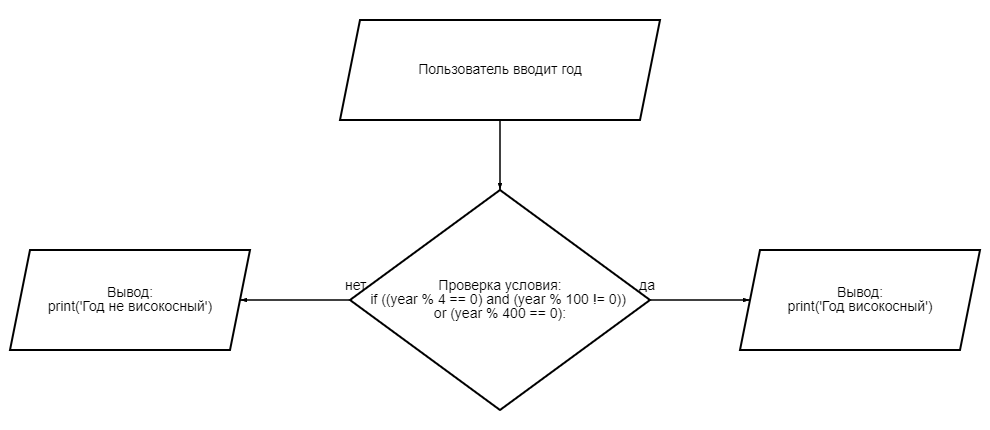 Пользователь вводит год
нет
Проверка условия:
if ((year % 4 == 0) and (year % 100 != 0))
or (year % 400 == 0):
да
Вывод:
print('Год не високосный')
Вывод:
print('Год високосный')